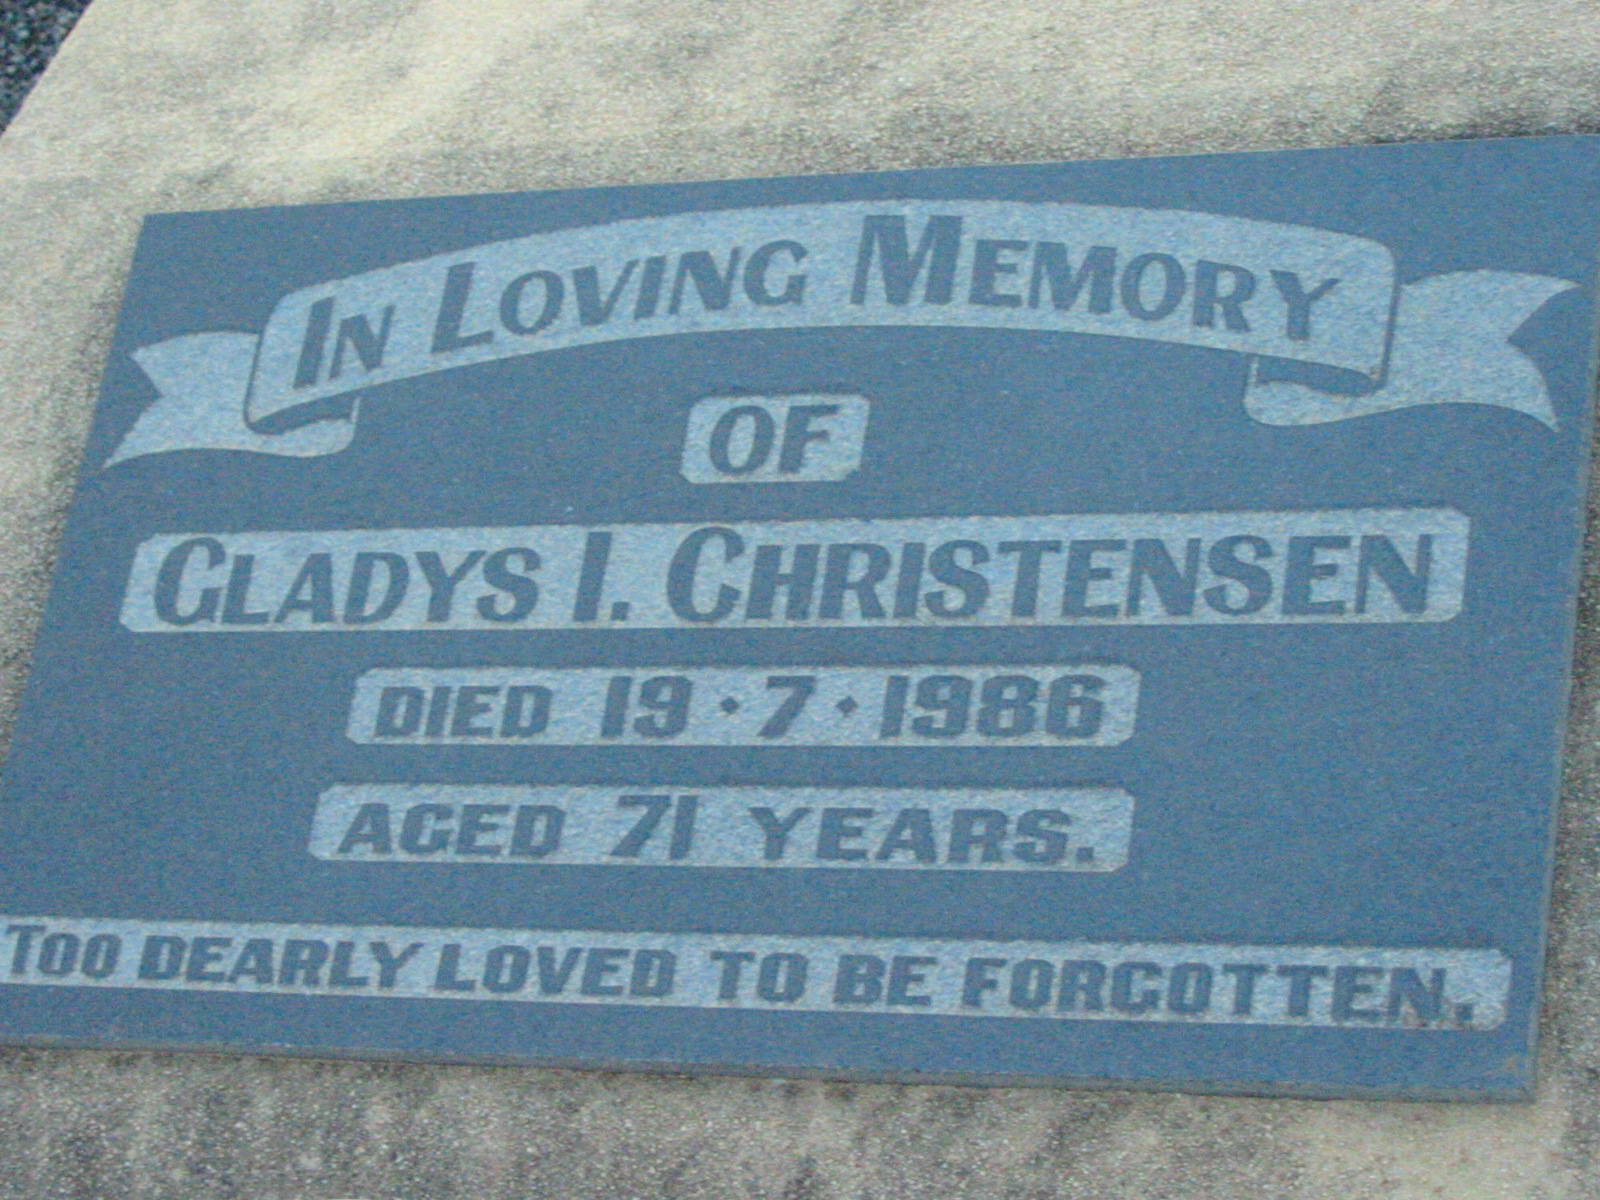 IN LOVING MEMORY
OF
GLADYS I. CHRISTENSEN
DIED 19·7·1986
AGED 71 YEARS.
TOO DEARLY LOVED TO BE FORGOTTEN.